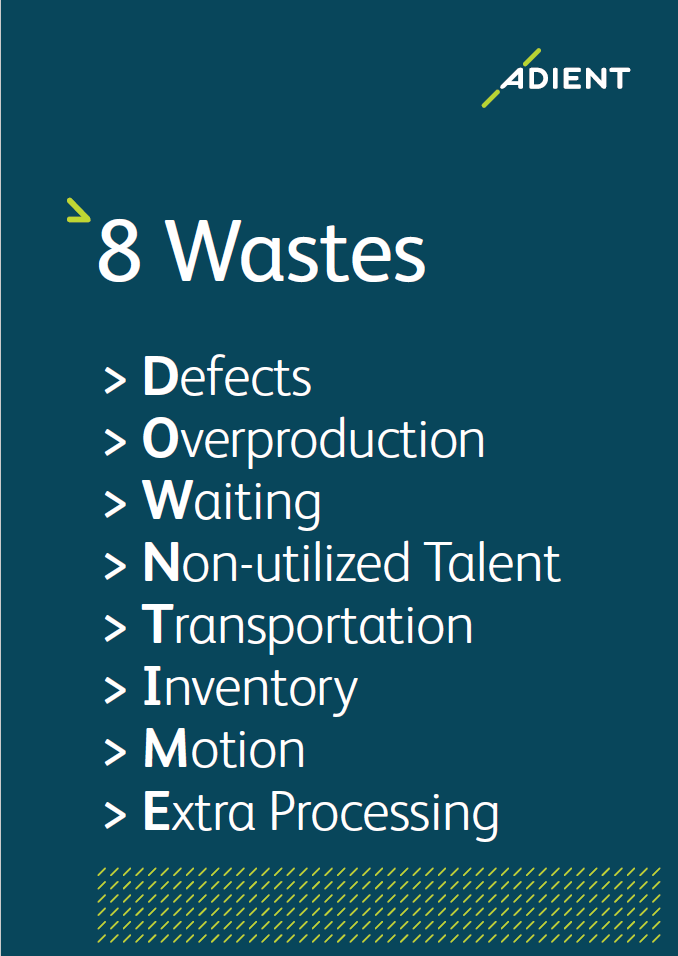 ADIENT
8 Wastes
> Defects
> Overproduction
> Waiting
> Non-utilized Talent
> Transportation
> Inventory
> Motion
> Extra Processing